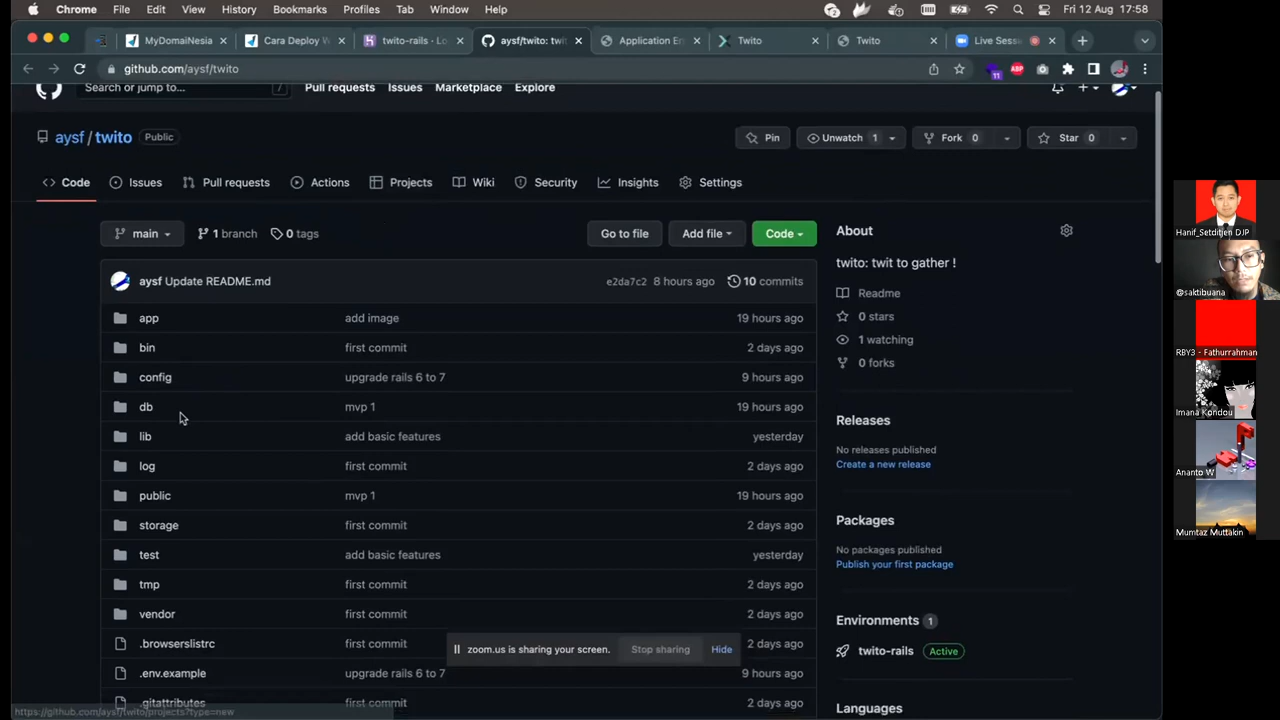 Chrome File Edit View History Bookmarks Profiles Tab Window Help Fri 12 Aug 17:58
MyDomaiNesia Cara Deploy W twito-rails · Lo aysf/twito: twit Application Err Twito Twito Live Sess
github.com/aysf/twito
Search or jump to... / Pull requests Issues Marketplace Explore
aysf / twito Public Pin Unwatch 1 Fork 0 Star 0
Code Issues Pull requests Actions Projects Wiki Security Insights Settings
main 1 branch 0 tags Go to file Add file Code
aysf Update README.md e2da7c2 8 hours ago 10 commits
app add image 19 hours ago
bin first commit 2 days ago
config upgrade rails 6 to 7 9 hours ago
db mvp 1 19 hours ago
lib add basic features yesterday
log first commit 2 days ago
public mvp 1 19 hours ago
storage first commit 2 days ago
test add basic features yesterday
tmp first commit 2 days ago
vendor first commit 2 days ago
.browserslistrc first commit 2 days ago
.env.example upgrade rails 6 to 7 9 hours ago
.gitattributes first commit 2 days ago
About
twito: twit to gather !
Readme
0 stars
1 watching
0 forks
Releases
No releases published
Create a new release
Packages
No packages published
Publish your first package
Environments 1
twito-rails Active
Languages
zoom.us is sharing your screen. Stop sharing Hide
https://github.com/aysf/twito/projects?type=new
Hanif_Setditjen DJP
@saktibuana
RBY3 - Fathurrahman
Imana Kondou
Ananto W
Mumtaz Muttakin